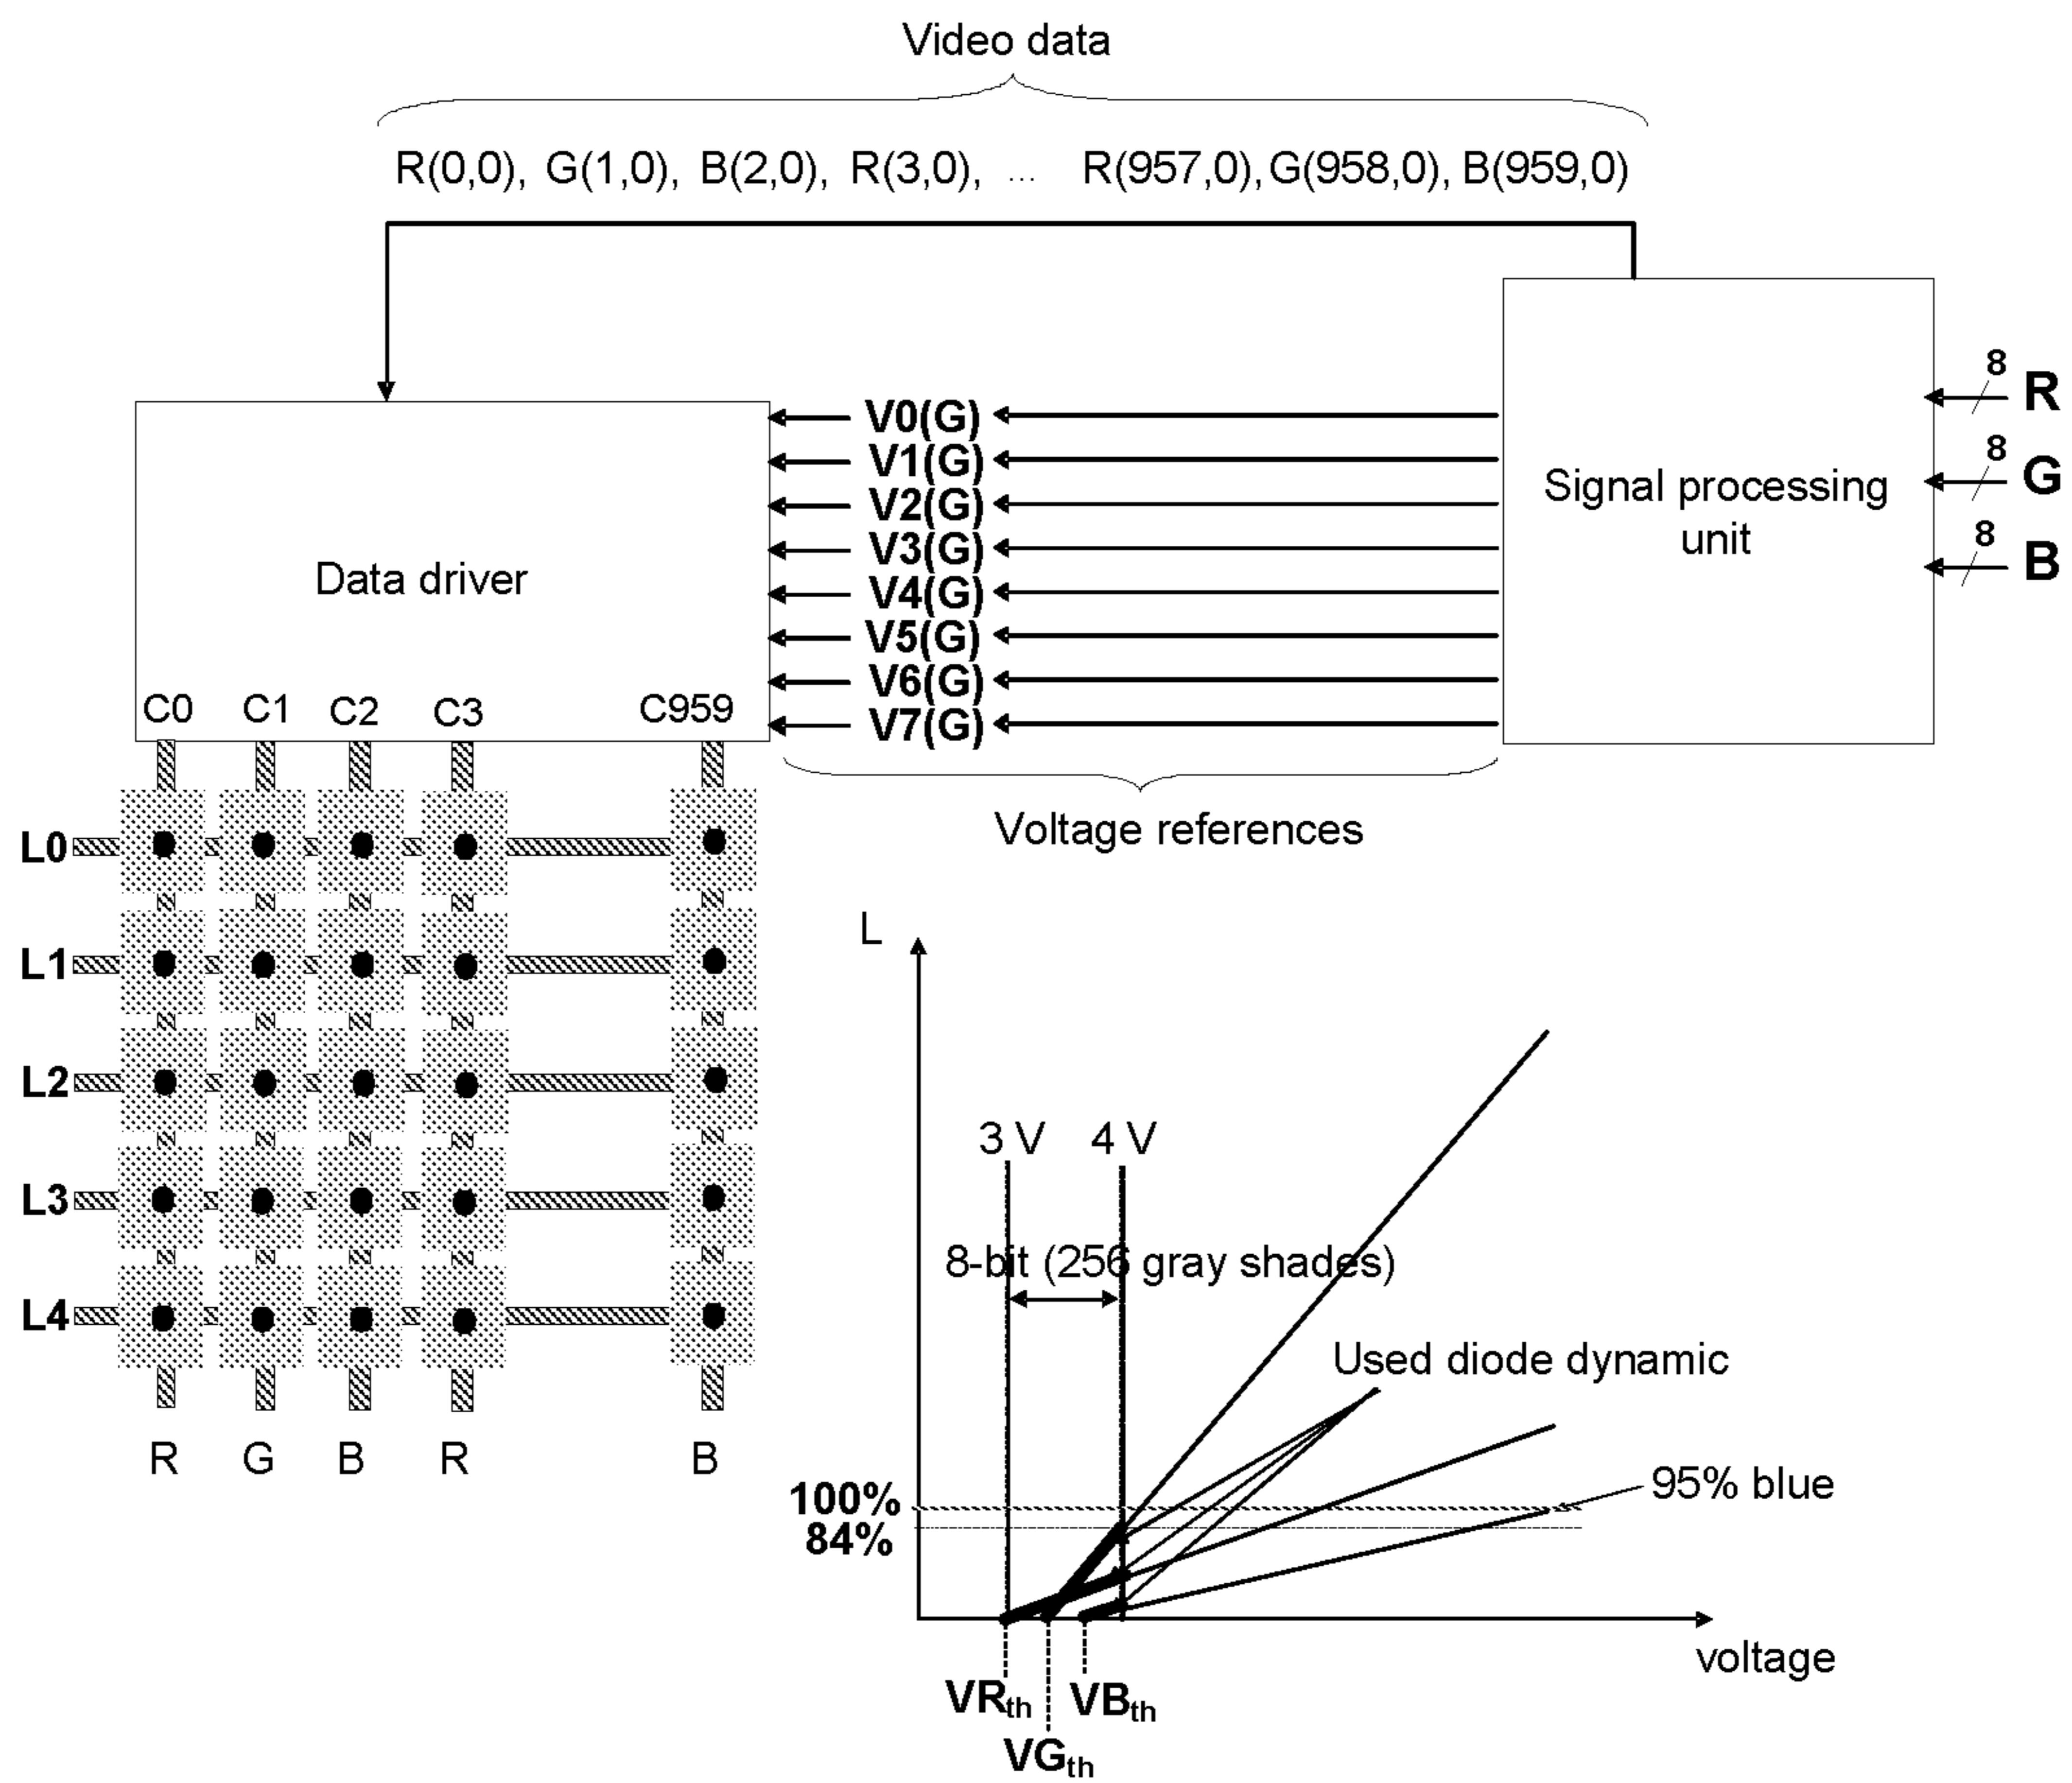 Video data
R(0,0), G(1,0), B(2,0), R(3,0), ... R(957,0), G(958,0), B(959,0)
8
R
8
G
8
B
V0(G)
V1(G)
V2(G)
V3(G)
V4(G)
V5(G)
V6(G)
V7(G)
Signal processing
unit
Data driver
C0 C1 C2 C3 C959
Voltage references
L0
L1
L2
L3
L4
R G B R B
L
3 V 4 V
8-bit (256 gray shades)
Used diode dynamic
95% blue
100%
84%
voltage
VRth VBth
VGth